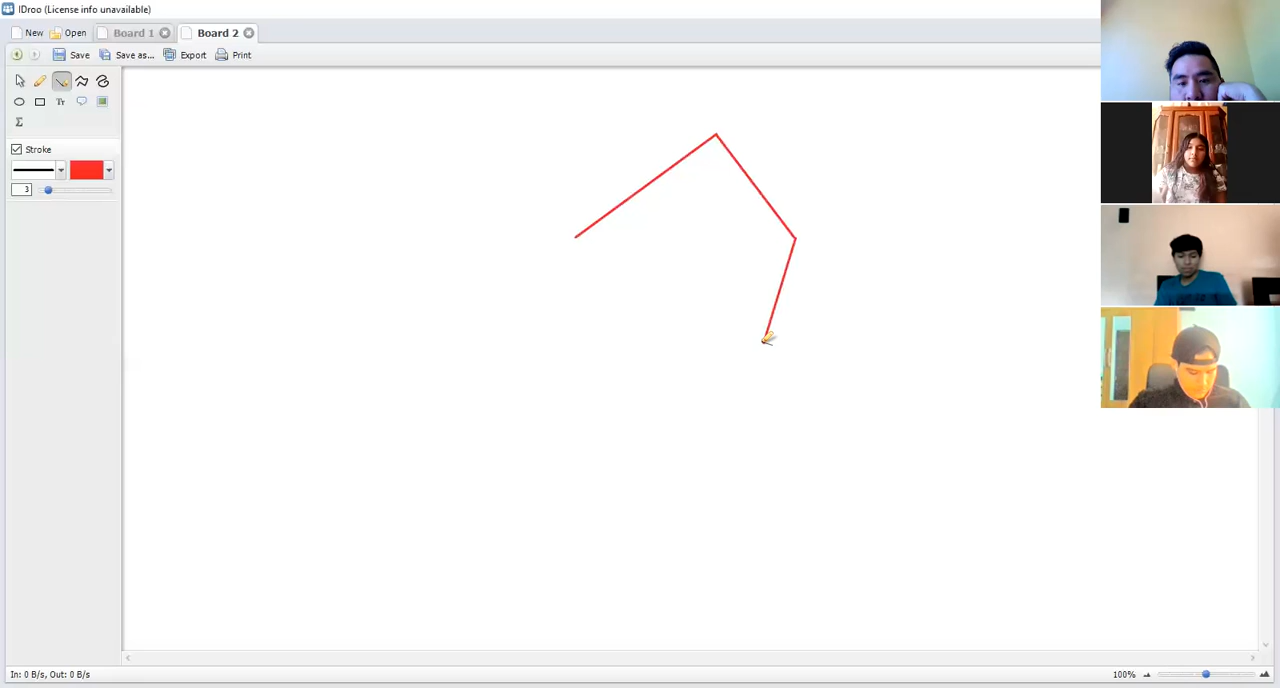 IDroo (License info unavailable)
New Open Board 1 Board 2
Save Save as... Export Print
Tr
Σ
Stroke
3
In: 0 B/s, Out: 0 B/s 100%